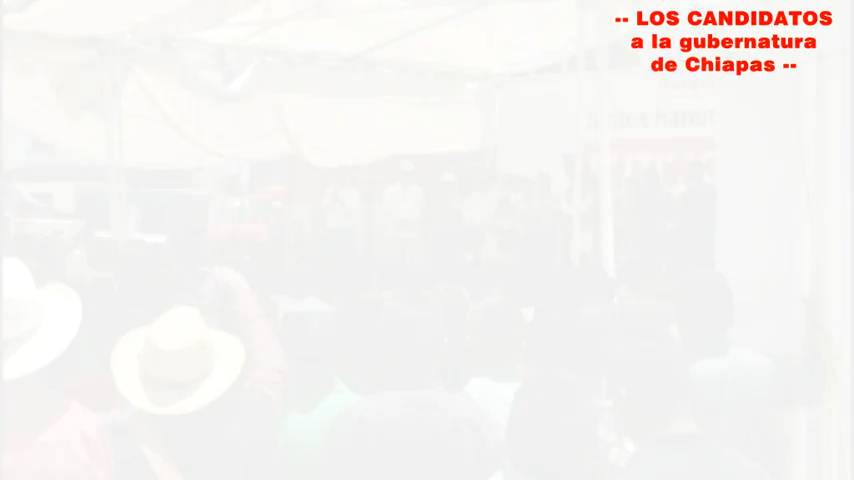 -- LOS CANDIDATOS
a la gubernatura
de Chiapas --